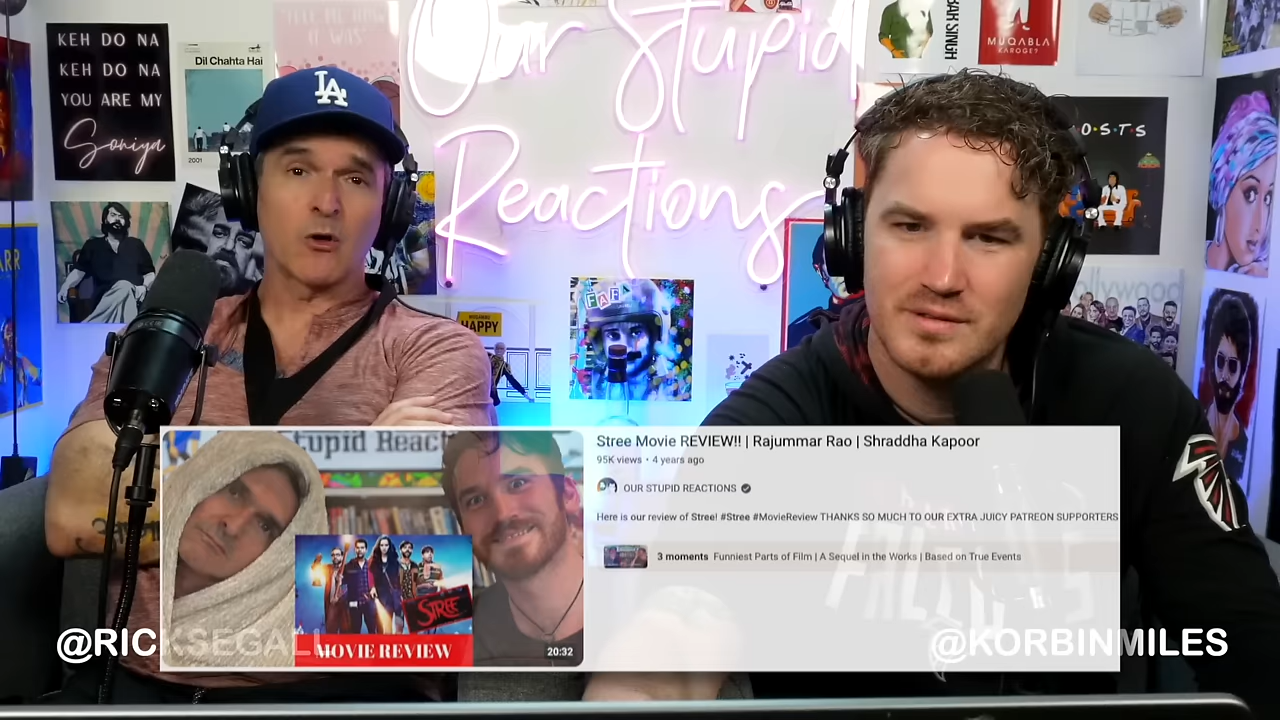 KEH DO NA
KEH DO NA
YOU ARE MY
Soniya
Dil Chahta Hai
2001
LA
Our Stupid
Reactions
MUQABLA
KAROGE?
HAPPY
FAFA
Stree Movie REVIEW!! | Rajummar Rao | Shraddha Kapoor
95K views • 4 years ago
OUR STUPID REACTIONS
Here is our review of Stree! #Stree #MovieReview THANKS SO MUCH TO OUR EXTRA JUICY PATREON SUPPORTERS
3 moments Funniest Parts of Film | A Sequel in the Works | Based on True Events
STREE
MOVIE REVIEW
20:32
@RICKSEGALL
@KORBINMILES